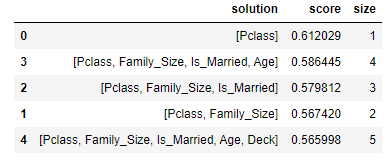 solution score size
0 [Pclass] 0.612029 1
3 [Pclass, Family_Size, Is_Married, Age] 0.586445 4
2 [Pclass, Family_Size, Is_Married] 0.579812 3
1 [Pclass, Family_Size] 0.567420 2
4 [Pclass, Family_Size, Is_Married, Age, Deck] 0.565998 5